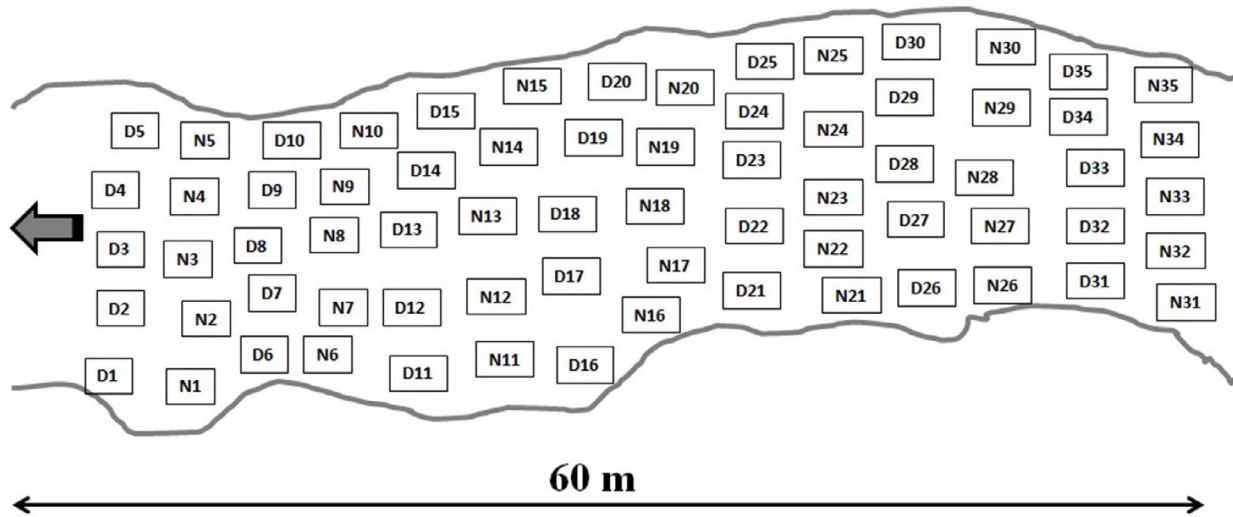 D30 N30
D25 N25
D35 N35
N15 D20 N20
D29 N29
D15 D24 D34
D5 N5 D10 N10 N14 D19 N19 N24 N34
D14 D23 D28 D33
D4 N4 D9 N9 N23 N28 N33
D13 N13 D18 N18 D22 D27 N27 D32
D3 N3 D8 N8 N22 N32
D7 D17 N17 D21 N21 D26 N26 D31
D2 N2 N7 D12 N12 N16 N31
D6 N6 N11 D16
D1 N1 D11
60 m